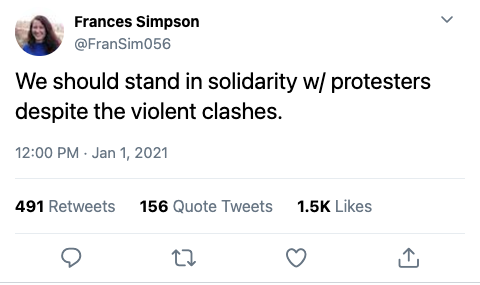 Frances Simpson
@FranSim056
We should stand in solidarity w/ protesters
despite the violent clashes.
12:00 PM · Jan 1, 2021
491 Retweets 156 Quote Tweets 1.5K Likes